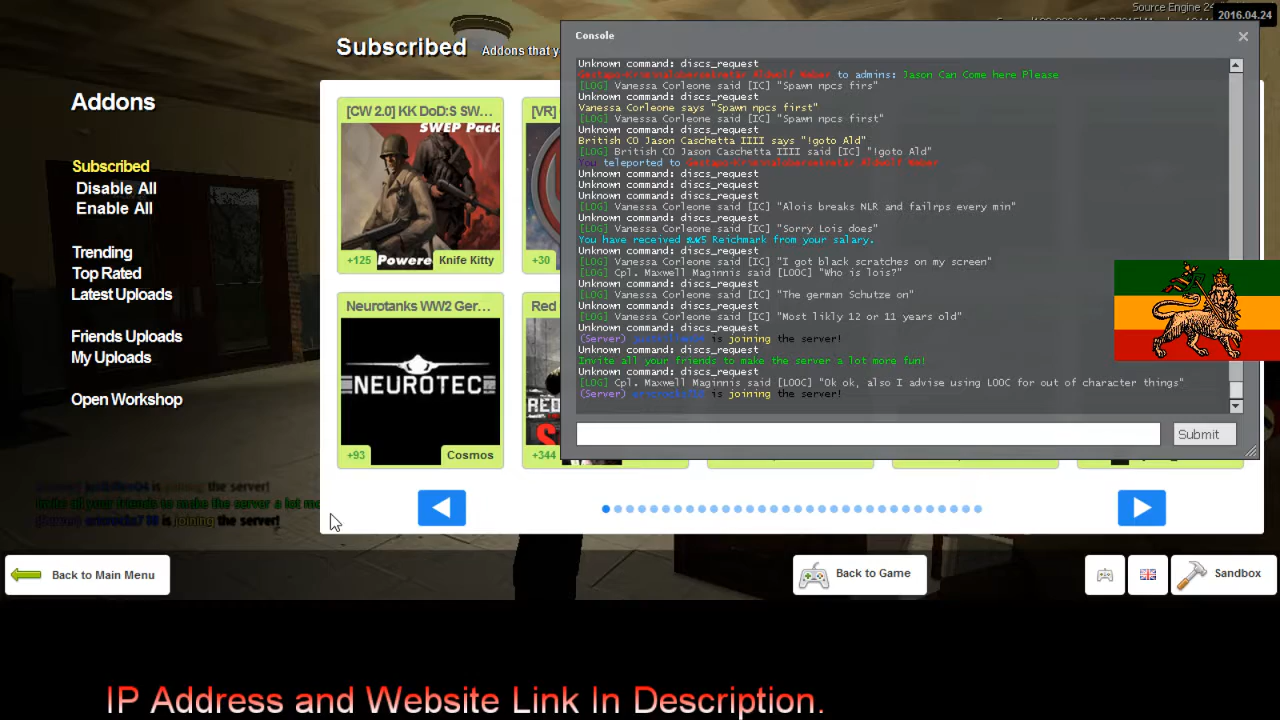 Source Engine 24
2016.04.24
Subscribed
Addons that y
Console
Addons
Subscribed
Disable All
Enable All
Trending
Top Rated
Latest Uploads
Friends Uploads
My Uploads
Open Workshop
[CW 2.0] KK DoD:S SW...
SWEP Pack
+125
Powere
Knife Kitty
[VR]
+30
Neurotanks WW2 Ger...
NEUROTEC
+93
Cosmos
Red
+344
Unknown command: discs_request
to admins: Jason Can Come here Please
[LOG] Vanessa Corleone said [IC] "Spawn npcs firs"
Unknown command: discs_request
Vanessa Corleone says "Spawn npcs first"
[LOG] Vanessa Corleone said [IC] "Spawn npcs first"
Unknown command: discs_request
British CO Jason Caschetta IIII says "!goto Ald"
[LOG] British CO Jason Caschetta IIII said [IC] "!goto Ald"
You teleported to
Unknown command: discs_request
Unknown command: discs_request
Unknown command: discs_request
[LOG] Vanessa Corleone said [IC] "Alois breaks NLR and failrps every min"
Unknown command: discs_request
[LOG] Vanessa Corleone said [IC] "Sorry Lois does"
You have received Reichmark from your salary.
Unknown command: discs_request
[LOG] Vanessa Corleone said [IC] "I got black scratches on my screen"
[LOG] Cpl. Maxwell Maginnis said [LOOC] "Who is lois?"
Unknown command: discs_request
[LOG] Vanessa Corleone said [IC] "The german Schutze on"
Unknown command: discs_request
[LOG] Vanessa Corleone said [IC] "Most likly 12 or 11 years old"
Unknown command: discs_request
(Server) is joining the server!
Unknown command: discs_request
Invite all your friends to make the server a lot more fun!
Unknown command: discs_request
[LOG] Cpl. Maxwell Maginnis said [LOOC] "Ok ok, also I advise using LOOC for out of character things"
(Server) is joining the server!
Submit
is joining the server!
Invite all your friends to make the server a lot mo
(Server) is joining the server!
Back to Main Menu
Back to Game
Sandbox
IP Address and Website Link In Description.